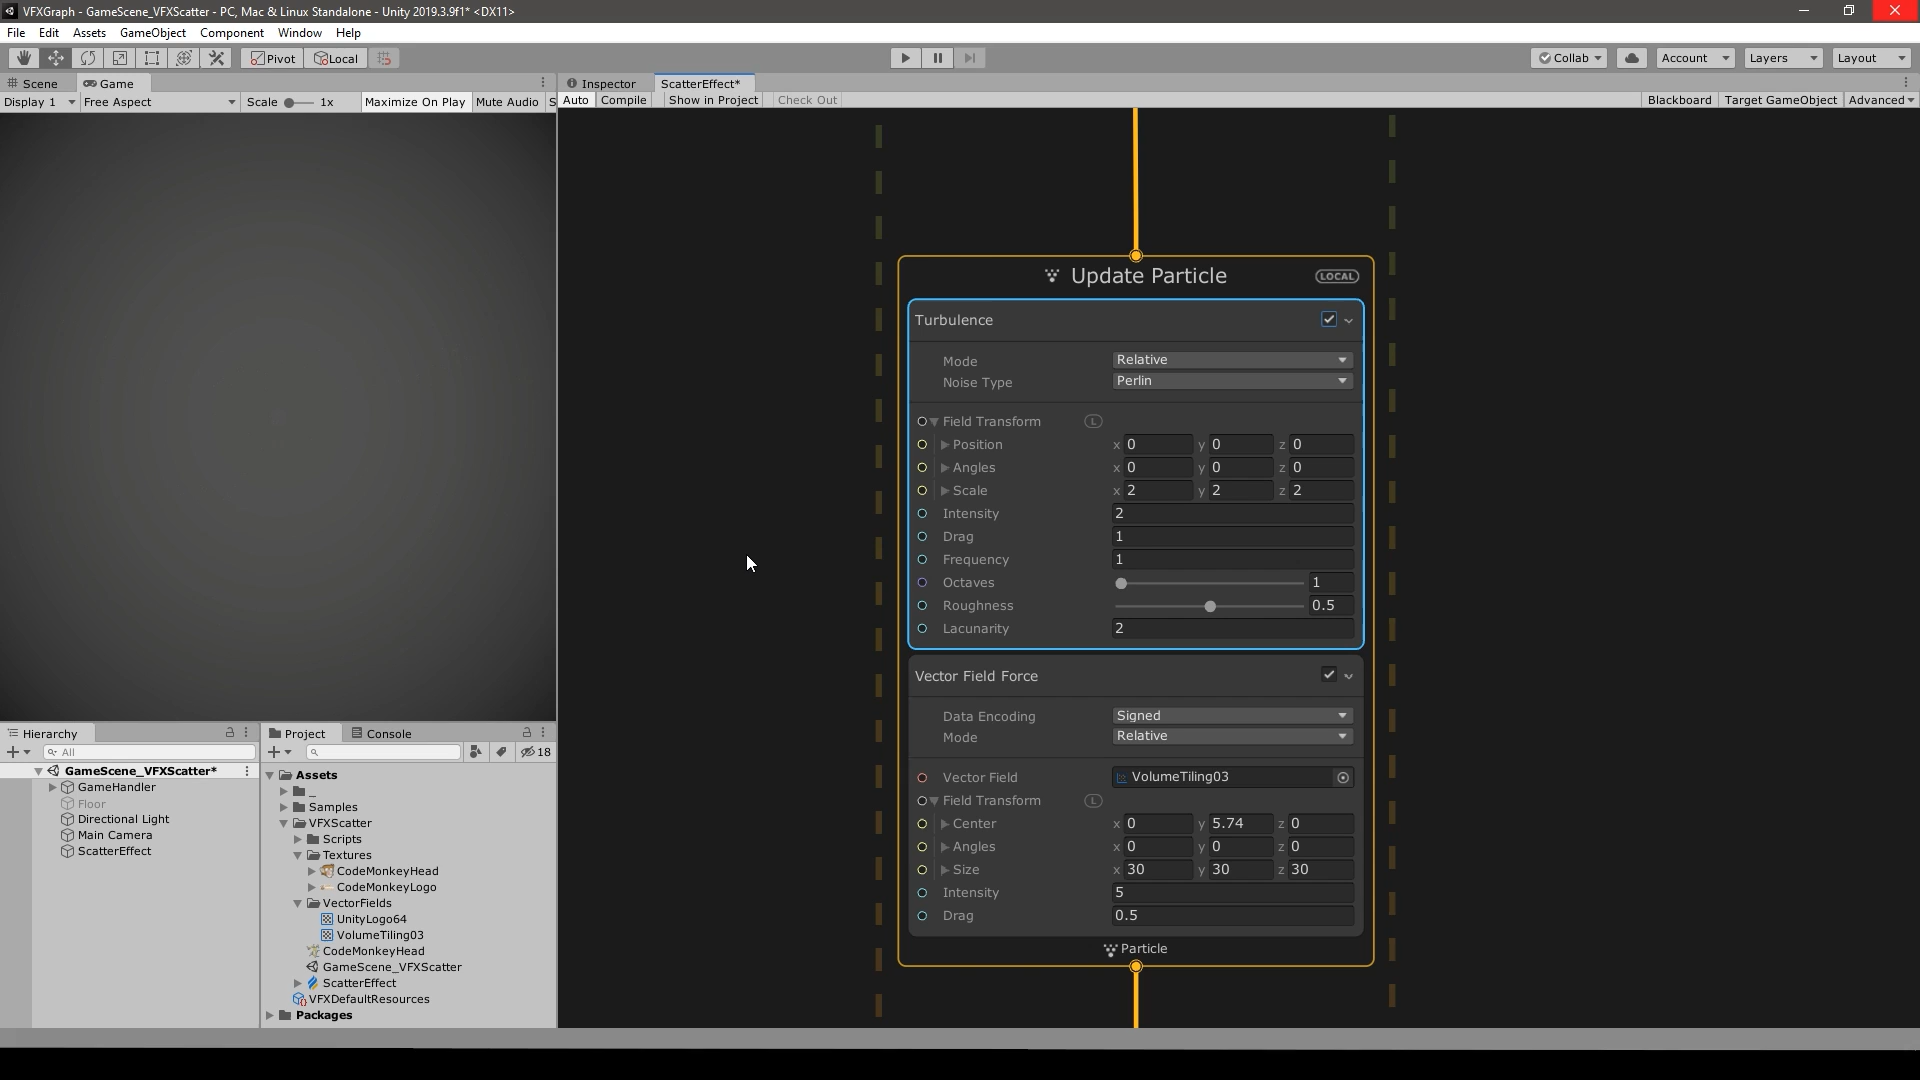 VFXGraph - GameScene_VFXScatter - PC, Mac & Linux Standalone - Unity 2019.3.9f1* <DX11>
File Edit Assets GameObject Component Window Help
Pivot Local Collab Account Layers Layout
Scene Game Inspector ScatterEffect*
Display 1 Free Aspect Scale 1x Maximize On Play Mute Audio S Auto Compile Show in Project Check Out Blackboard Target GameObject Advanced
Update Particle LOCAL
Turbulence
Mode Relative
Noise Type Perlin
Field Transform L
Position x 0 y 0 z 0
Angles x 0 y 0 z 0
Scale x 2 y 2 z 2
Intensity 2
Drag 1
Frequency 1
Octaves 1
Roughness 0.5
Lacunarity 2
Vector Field Force
Data Encoding Signed
Mode Relative
Vector Field VolumeTiling03
Field Transform L
Center x 0 y 5.74 z 0
Angles x 0 y 0 z 0
Size x 30 y 30 z 30
Intensity 5
Drag 0.5
Particle
Hierarchy
All
GameScene_VFXScatter*
GameHandler
Floor
Directional Light
Main Camera
ScatterEffect
Project Console
18
Assets
_
Samples
VFXScatter
Scripts
Textures
CodeMonkeyHead
CodeMonkeyLogo
VectorFields
UnityLogo64
VolumeTiling03
CodeMonkeyHead
GameScene_VFXScatter
ScatterEffect
VFXDefaultResources
Packages